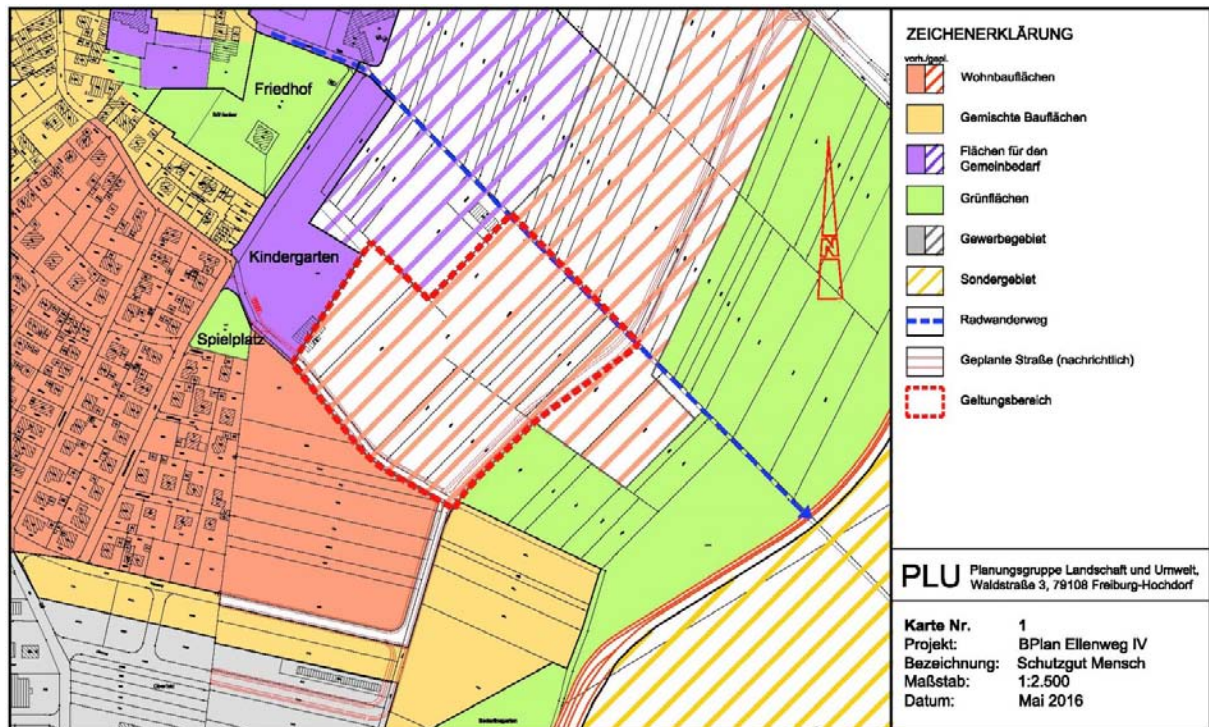 Friedhof
Kindergarten
Spielplatz
ZEICHENERKLÄRUNG
vorh./gepl.
Wohnbauflächen
Gemischte Bauflächen
Flächen für den
Gemeinbedarf
Grünflächen
Gewerbegebiet
Sondergebiet
Radwanderweg
Geplante Straße (nachrichtlich)
Geltungsbereich
N
PLU Planungsgruppe Landschaft und Umwelt,
Waldstraße 3, 79108 Freiburg-Hochdorf
Karte Nr. 1
Projekt: BPlan Ellenweg IV
Bezeichnung: Schutzgut Mensch
Maßstab: 1:2.500
Datum: Mai 2016